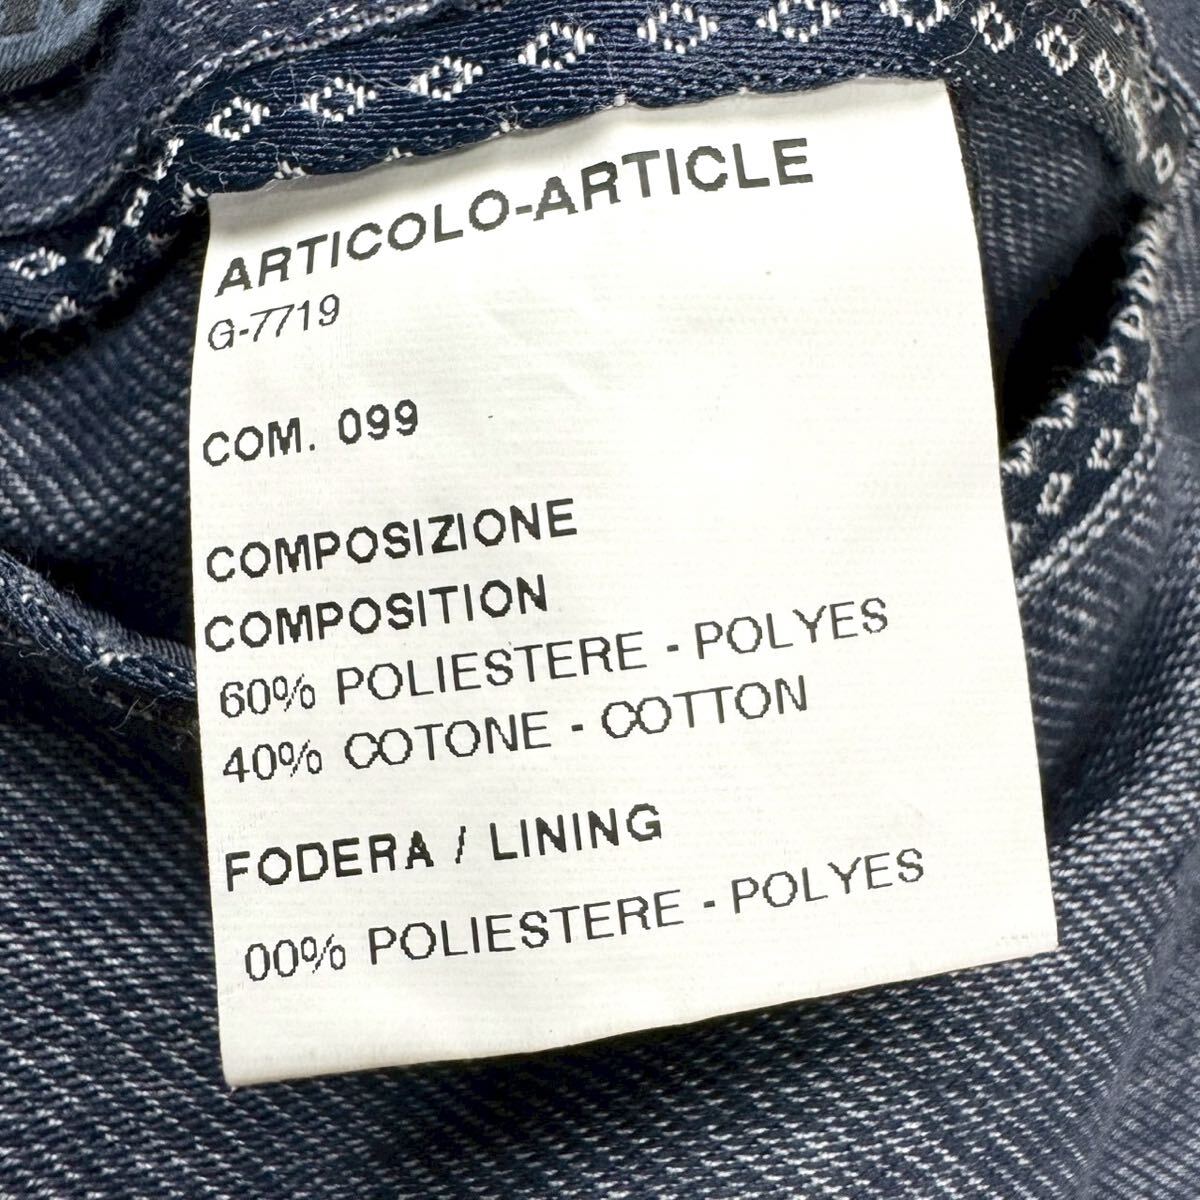 ARTICOLO-ARTICLE
G-7719
COM. 099
COMPOSIZIONE
COMPOSITION
60% POLIESTERE - POLYES
40% COTONE - COTTON
FODERA / LINING
00% POLIESTERE - POLYES